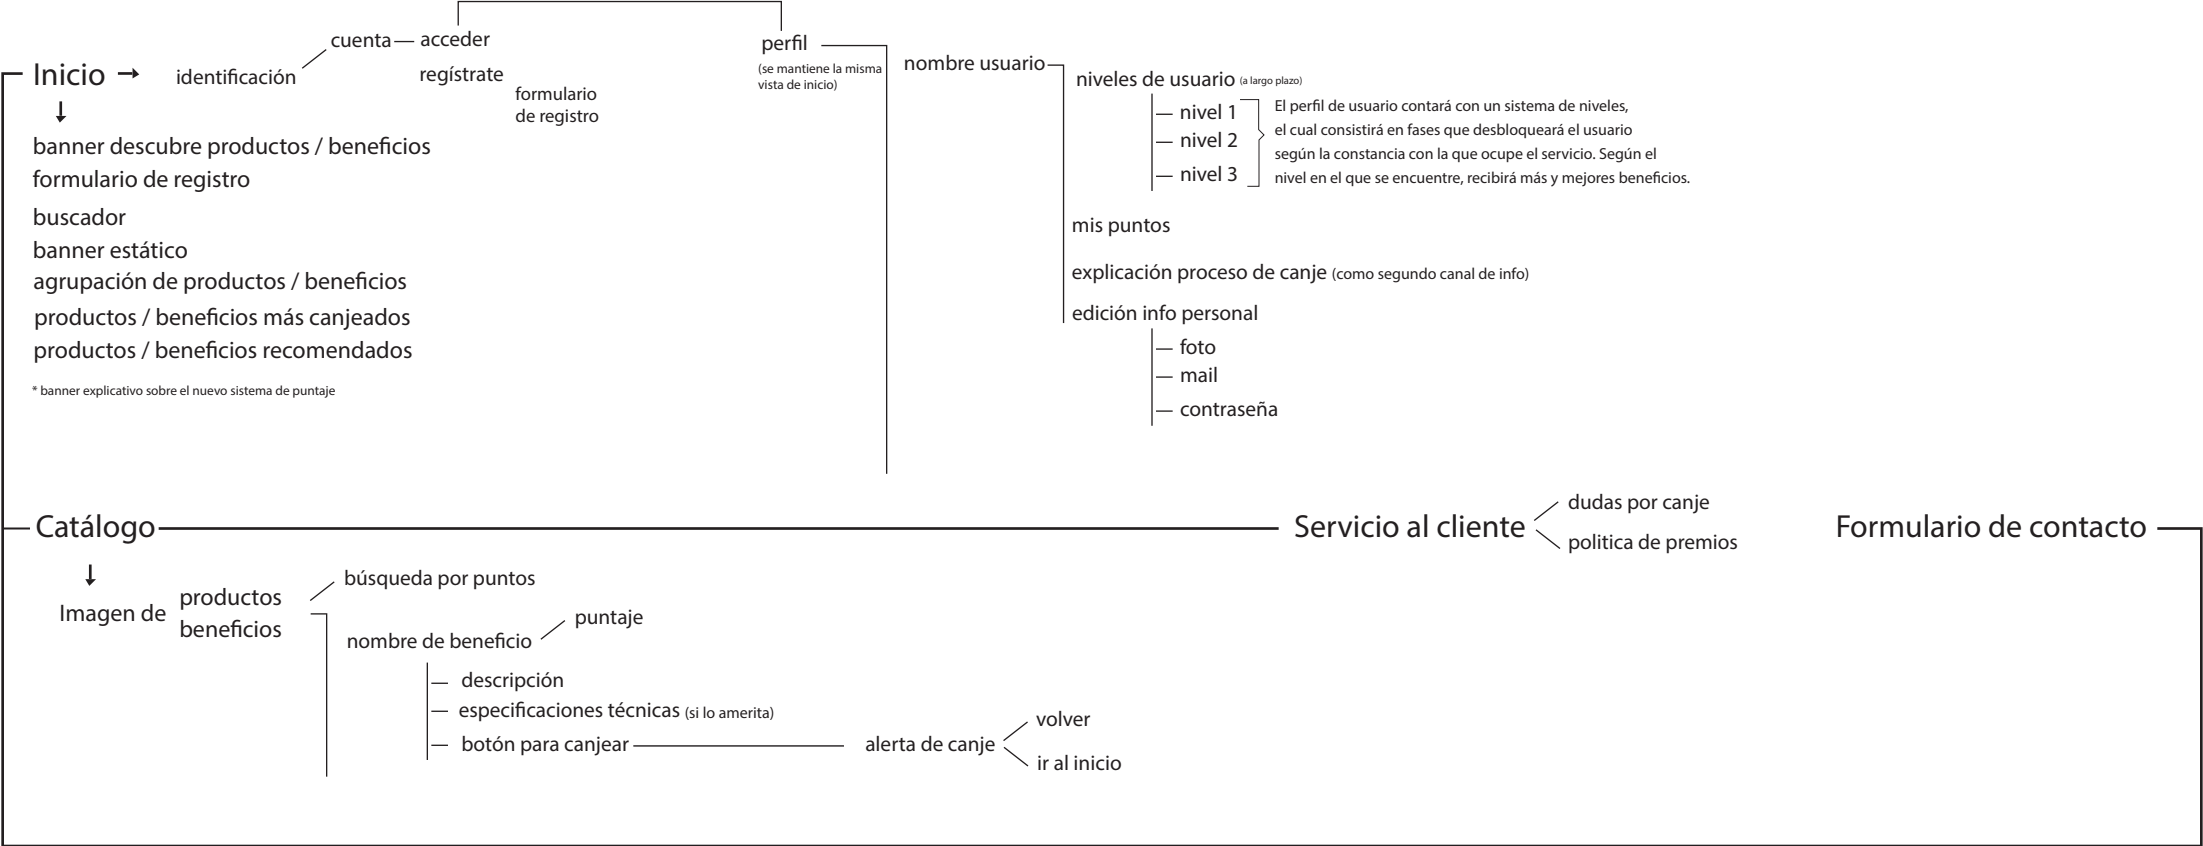 Inicio
identificación
cuenta
acceder
regístrate
formulario
de registro
perfil
(se mantiene la misma
vista de inicio)
nombre usuario
niveles de usuario (a largo plazo)
nivel 1
nivel 2
nivel 3
El perfil de usuario contará con un sistema de niveles,
el cual consistirá en fases que desbloqueará el usuario
según la constancia con la que ocupe el servicio. Según el
nivel en el que se encuentre, recibirá más y mejores beneficios.
mis puntos
explicación proceso de canje (como segundo canal de info)
edición info personal
foto
mail
contraseña
banner descubre productos / beneficios
formulario de registro
buscador
banner estático
agrupación de productos / beneficios
productos / beneficios más canjeados
productos / beneficios recomendados
* banner explicativo sobre el nuevo sistema de puntaje
Catálogo
Servicio al cliente
dudas por canje
politica de premios
Formulario de contacto
Imagen de
productos
beneficios
búsqueda por puntos
nombre de beneficio
puntaje
descripción
especificaciones técnicas (si lo amerita)
botón para canjear
alerta de canje
volver
ir al inicio